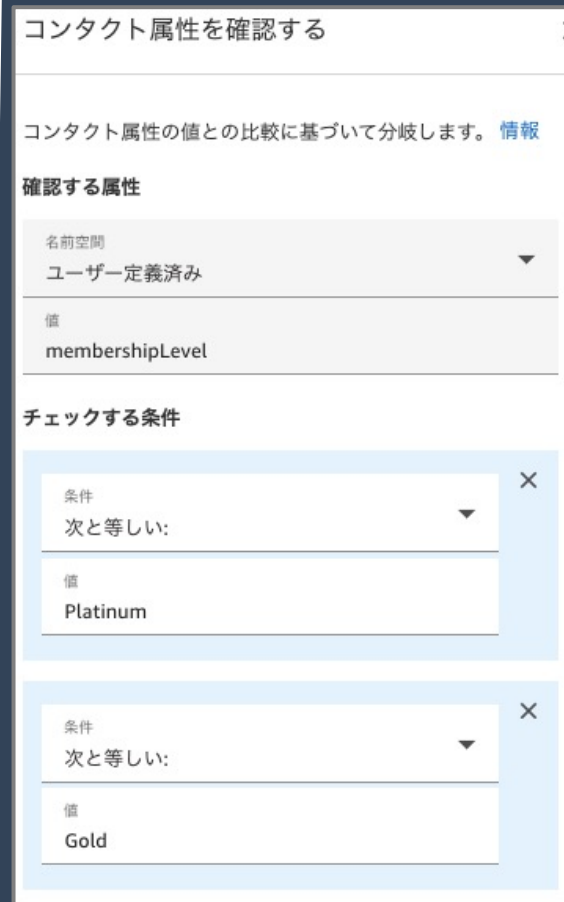 コンタクト属性を確認する
コンタクト属性の値との比較に基づいて分岐します。 情報
確認する属性
名前空間
ユーザー定義済み
値
membershipLevel
チェックする条件
条件
次と等しい:
値
Platinum
条件
次と等しい:
値
Gold